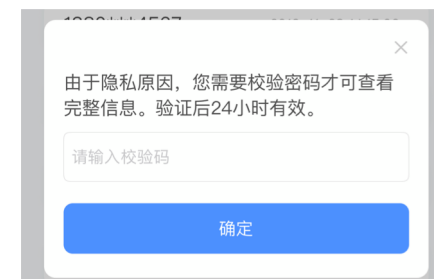 由于隐私原因，您需要校验密码才可查看
完整信息。验证后24小时有效。
请输入校验码
确定